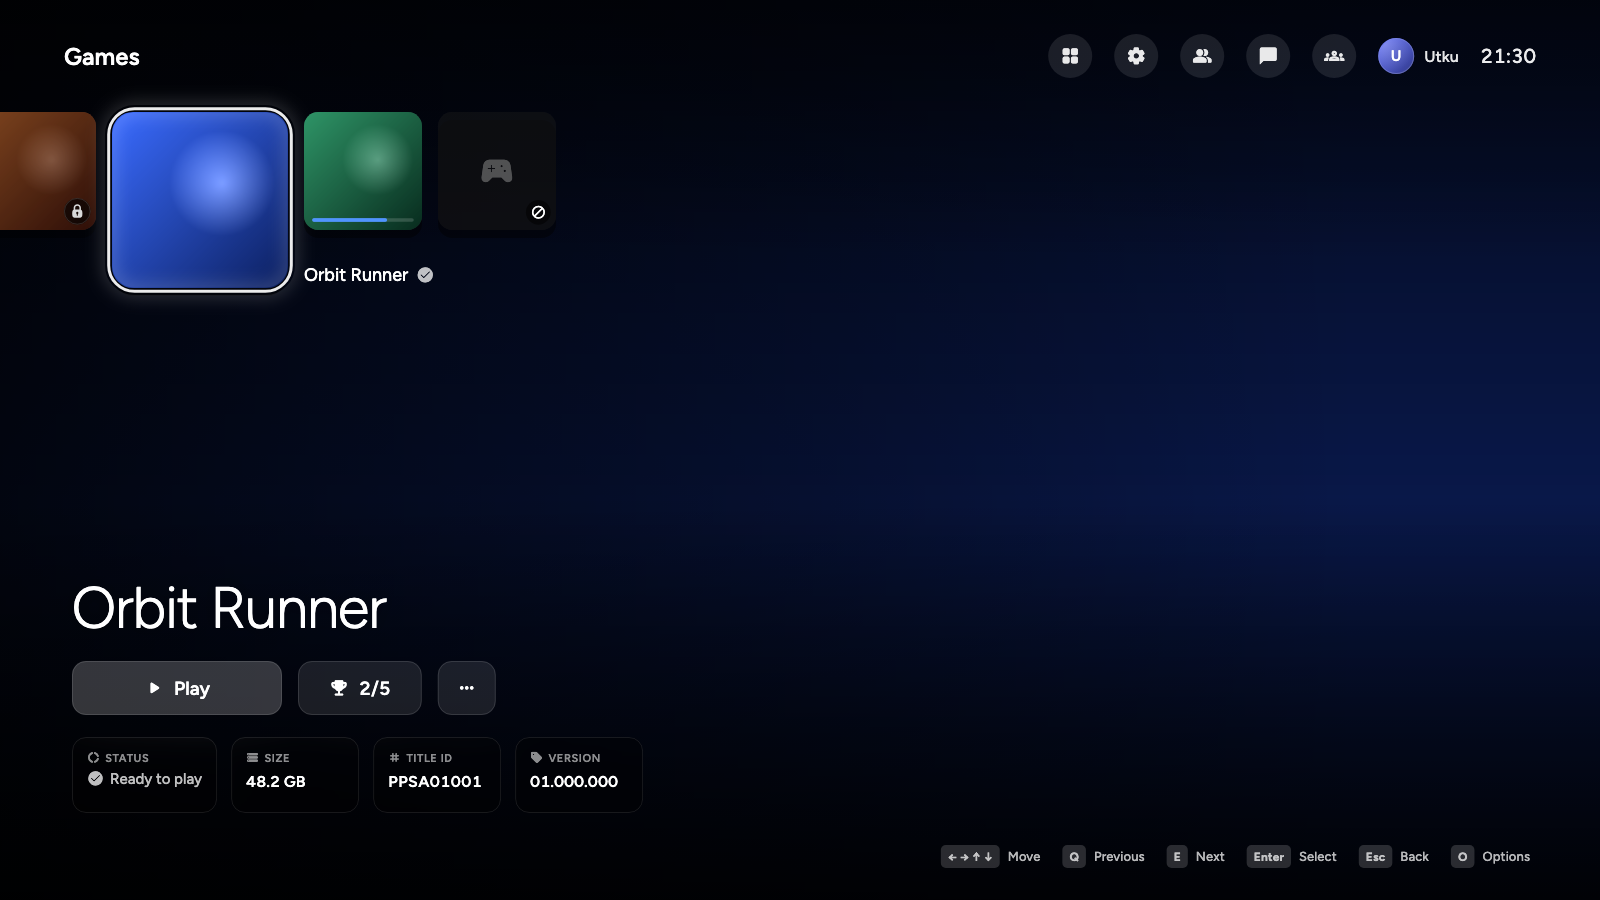 Games
U
Utku
21:30
Orbit Runner
Orbit Runner
Play
2/5
STATUS
Ready to play
SIZE
48.2 GB
TITLE ID
PPSA01001
VERSION
01.000.000
←→↑↓ Move
Q Previous
E Next
Enter Select
Esc Back
O Options